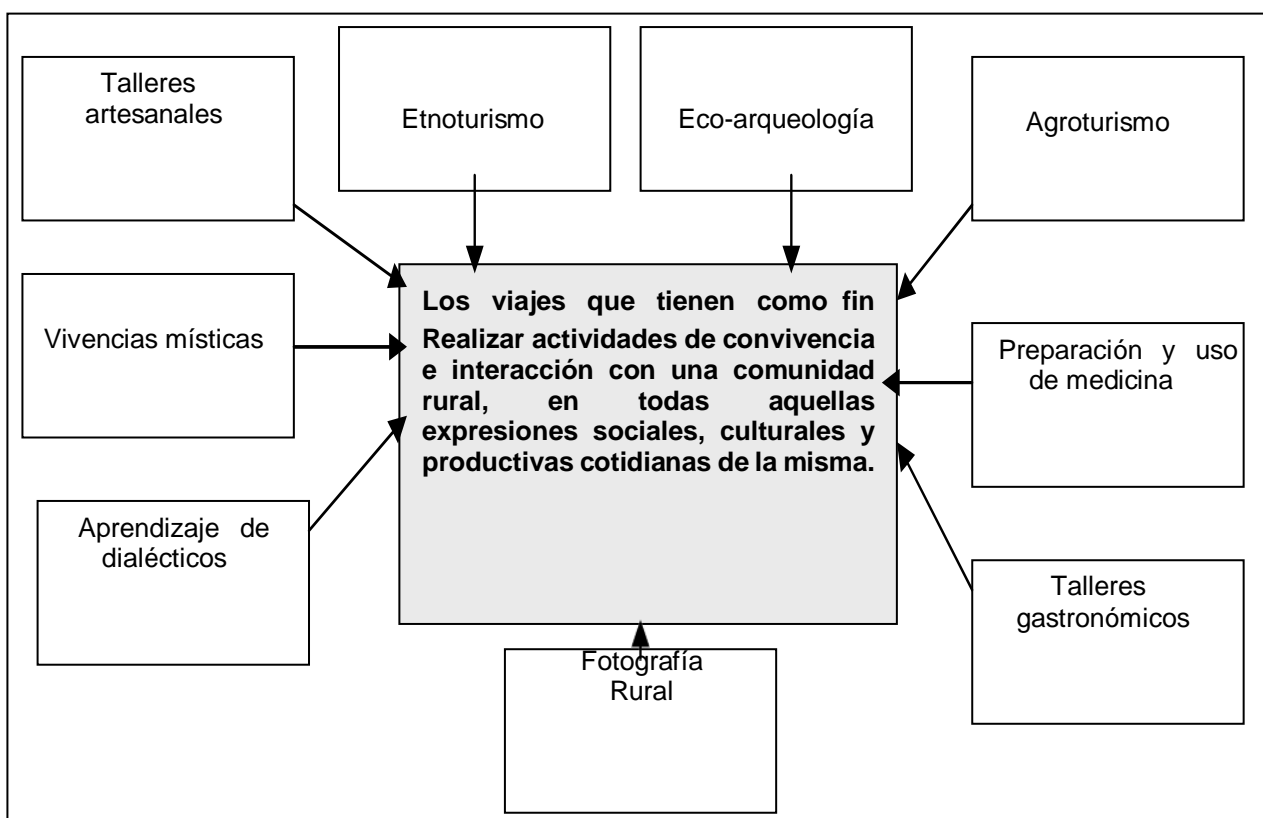 Talleres
artesanales
Etnoturismo
Eco-arqueología
Agroturismo
Vivencias místicas
Los viajes que tienen como fin
Realizar actividades de convivencia
e interacción con una comunidad
rural, en todas aquellas
expresiones sociales, culturales y
productivas cotidianas de la misma.
Preparación y uso
de medicina
Aprendizaje de
dialécticos
Talleres
gastronómicos
Fotografía
Rural